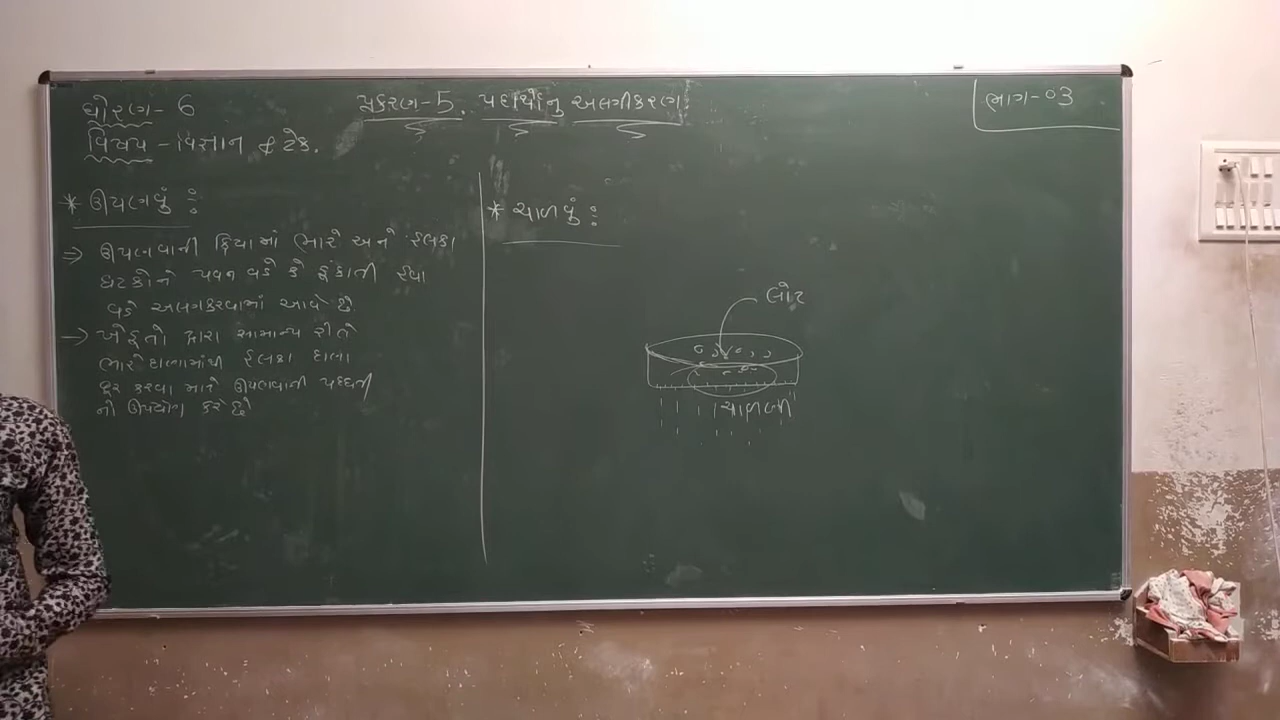 ધોરણ - 6
પ્રકરણ - 5. પદાર્થોનું અલગીકરણ
ભાગ - 03
વિષય - વિજ્ઞાન & ટેક.
* ઊપણવું :
⇒ ઊપણવાની ક્રિયામાં ભારે અને હલકા
ઘટકોને પવન વડે કે ફૂંકાતી હવા
વડે અલગ કરવામાં આવે છે.
→ ખેડૂતો દ્વારા સામાન્ય રીતે
ભારે દાણામાંથી હલકા દાણા
દૂર કરવા માટે ઊપણવાની પદ્ધતી
નો ઉપયોગ કરે છે
* ચાળવું :
લોટ
ચાળણી